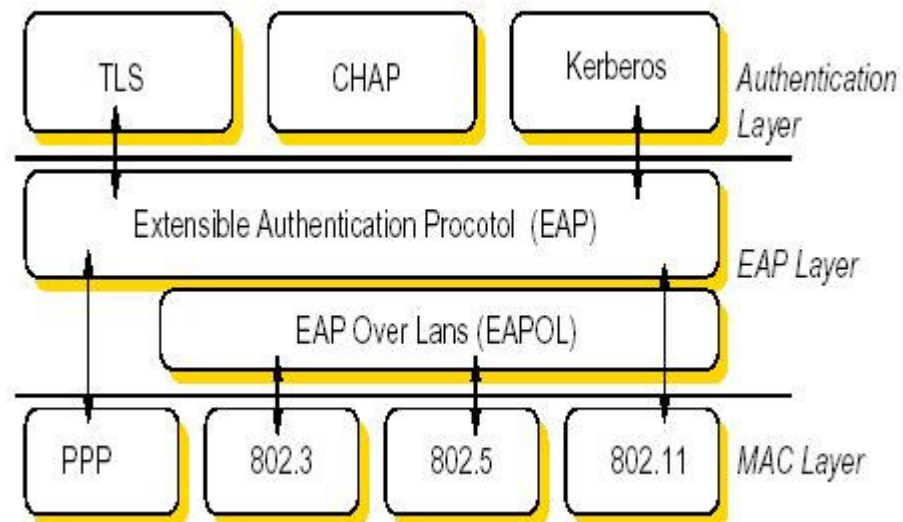 TLS
CHAP
Kerberos
Authentication
Layer
Extensible Authentication Procotol (EAP)
EAP Layer
EAP Over Lans (EAPOL)
PPP
802.3
802.5
802.11
MAC Layer